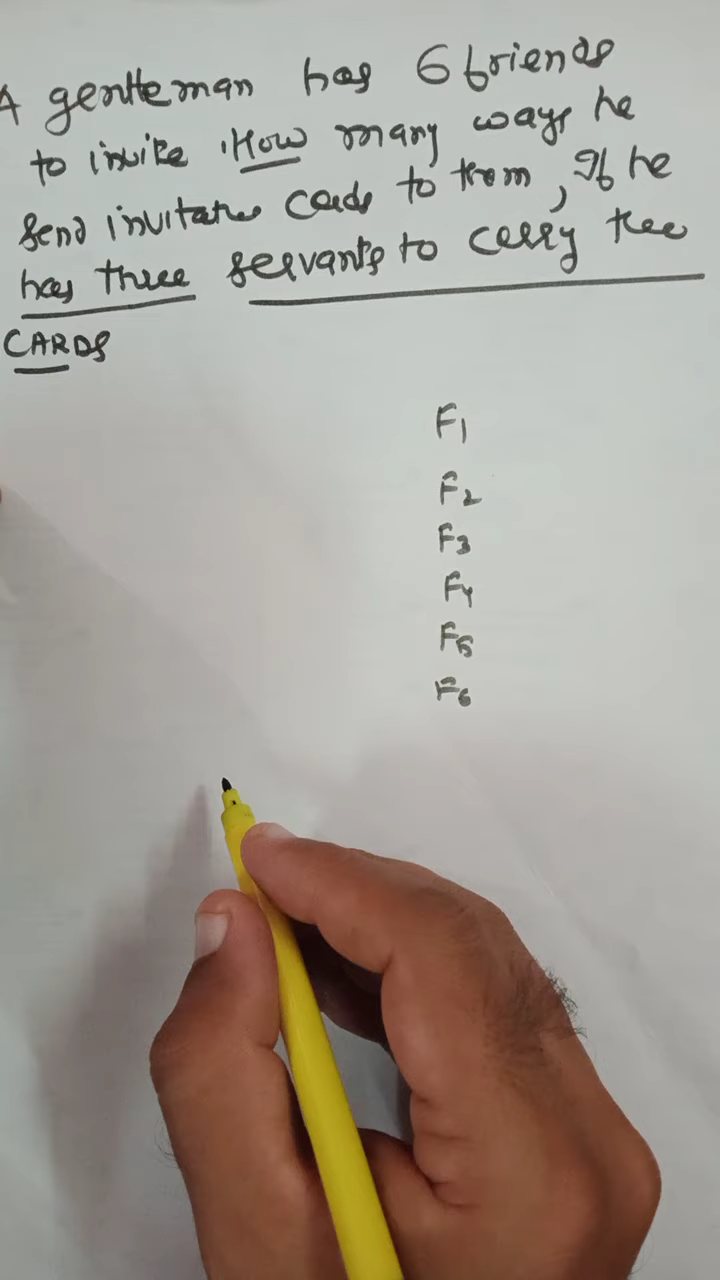 A gentleman has 6 friends
to invite . How many ways he
send invitation cards to them, If he
has three servants to carry the
CARDS
F1
F2
F3
F4
F5
F6